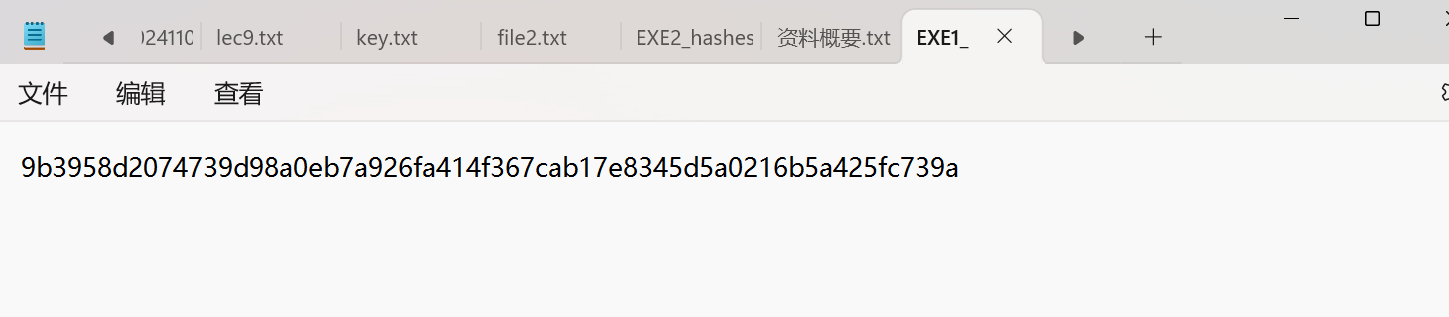 02411(
lec9.txt
key.txt
file2.txt
EXE2_hashes
资料概要.txt
EXE1_
文件
编辑
查看
9b3958d2074739d98a0eb7a926fa414f367cab17e8345d5a0216b5a425fc739a